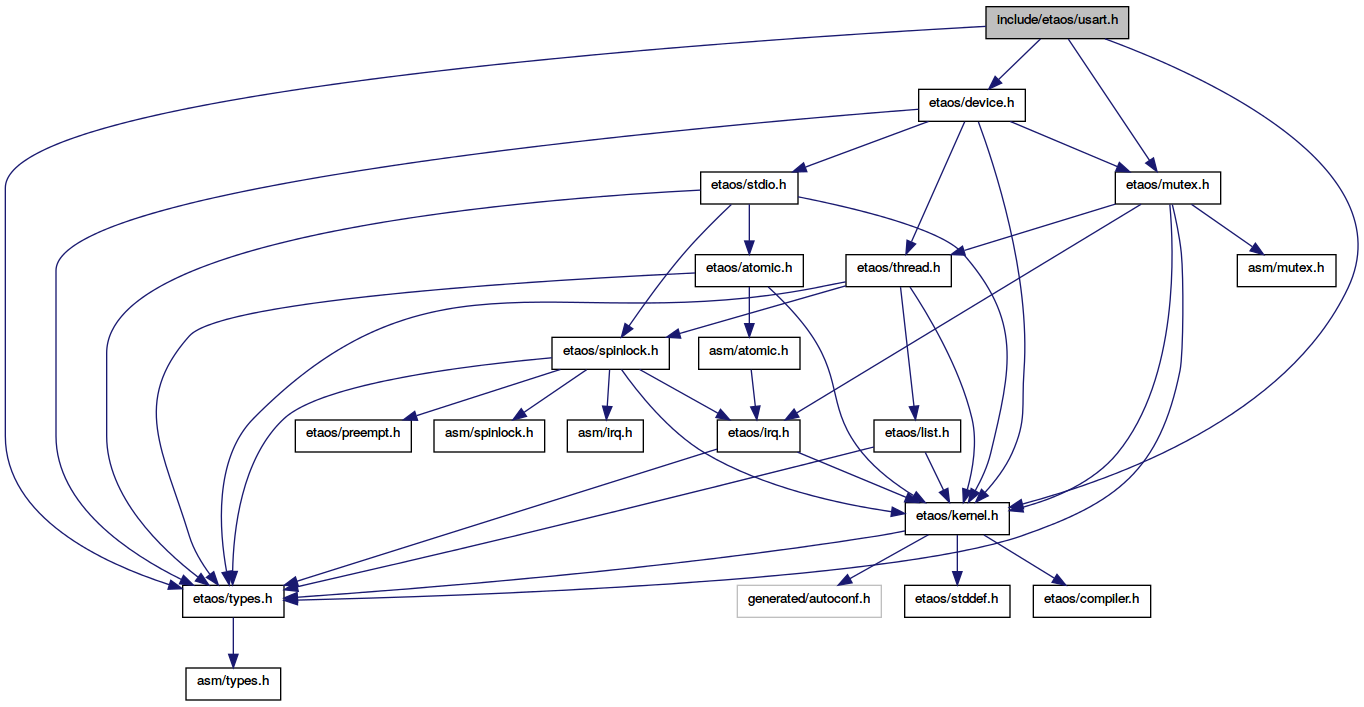 include/etaos/usart.h
etaos/device.h
etaos/stdio.h
etaos/mutex.h
etaos/atomic.h
etaos/thread.h
asm/mutex.h
etaos/spinlock.h
asm/atomic.h
etaos/preempt.h
asm/spinlock.h
asm/irq.h
etaos/irq.h
etaos/list.h
etaos/kernel.h
etaos/types.h
generated/autoconf.h
etaos/stddef.h
etaos/compiler.h
asm/types.h